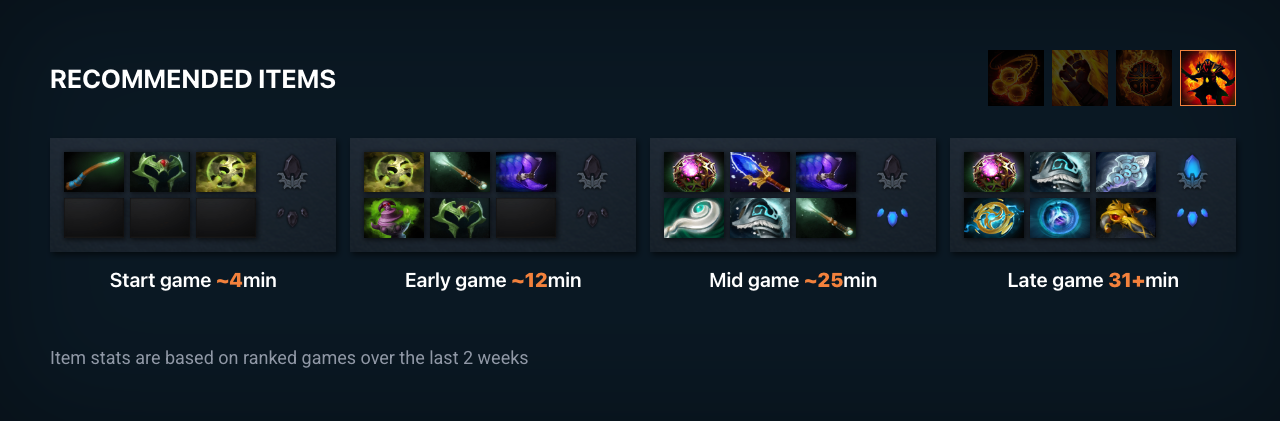 RECOMMENDED ITEMS
Start game ~4min
Early game ~12min
Mid game ~25min
Late game 31+min
Item stats are based on ranked games over the last 2 weeks